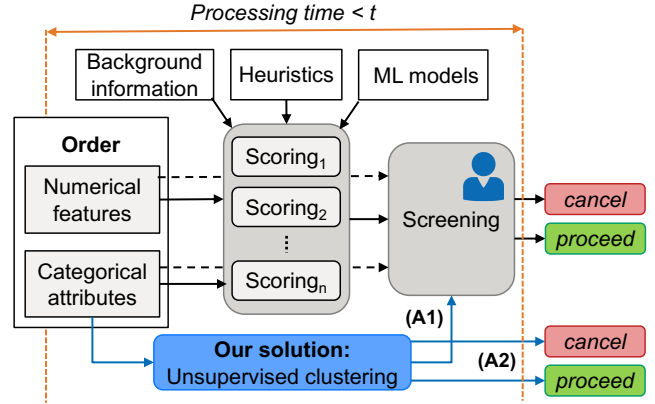 Processing time < t
Background
information
Heuristics
ML models
Order
Numerical
features
Categorical
attributes
Scoring1
Scoring2
Scoringn
Screening
cancel
proceed
(A1)
(A2)
Our solution:
Unsupervised clustering
cancel
proceed